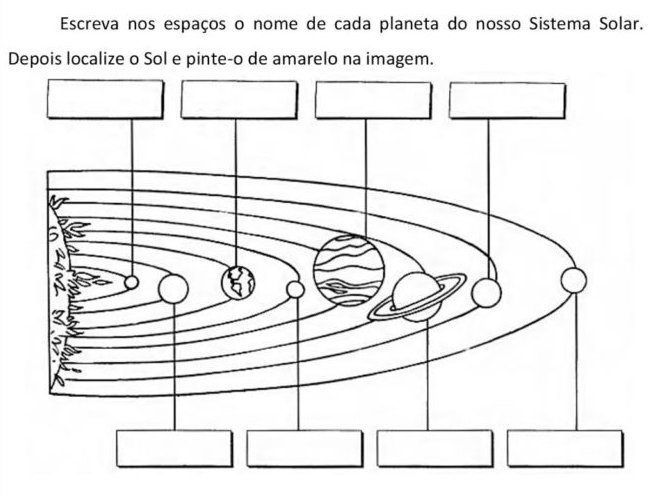 Escreva nos espaços o nome de cada planeta do nosso Sistema Solar.
Depois localize o Sol e pinte-o de amarelo na imagem.